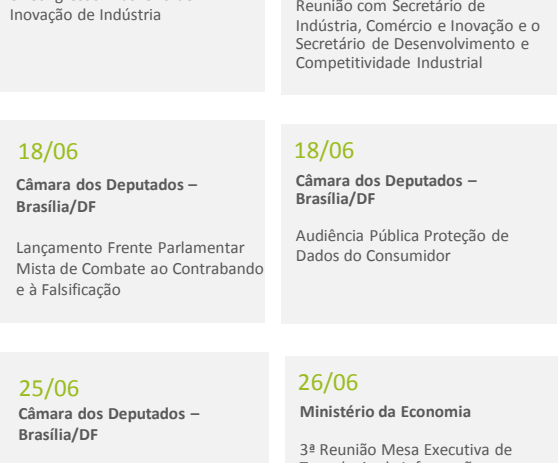 Inovação de Indústria
Reunião com Secretário de
Indústria, Comércio e Inovação e o
Secretário de Desenvolvimento e
Competitividade Industrial
18/06
Câmara dos Deputados –
Brasília/DF
Lançamento Frente Parlamentar
Mista de Combate ao Contrabando
e à Falsificação
18/06
Câmara dos Deputados –
Brasília/DF
Audiência Pública Proteção de
Dados do Consumidor
25/06
Câmara dos Deputados –
Brasília/DF
26/06
Ministério da Economia
3ª Reunião Mesa Executiva de